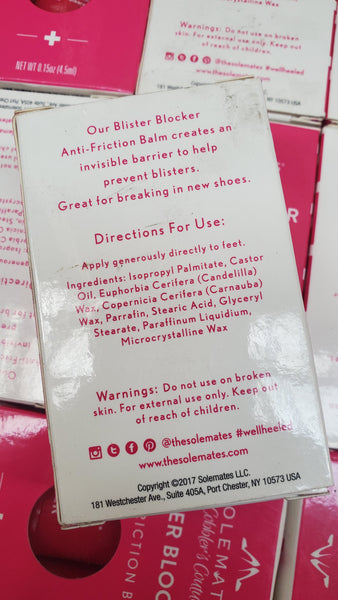 NET WT 0.15oz (4.5ml)
Warnings: Do not use on broken
skin. For external use only. Keep out
of reach of children.
@thesolemates #wellheeled
www.thesolemates.com
Our Blister Blocker
Anti-Friction Balm creates an
invisible barrier to help
prevent blisters.
Great for breaking in new shoes.
Directions For Use:
Apply generously directly to feet.
Ingredients: Isopropyl Palmitate, Castor
Oil, Euphorbia Cerifera (Candelilla)
Wax, Copernicia Cerifera (Carnauba)
Wax, Parrafin, Stearic Acid, Glyceryl
Stearate, Paraffinum Liquidium,
Microcrystalline Wax
Warnings: Do not use on broken
skin. For external use only. Keep out
of reach of children.
@thesolemates #wellheeled
www.thesolemates.com
Copyright ©2017 Solemates LLC.
181 Westchester Ave., Suite 405A, Port Chester, NY 10573 USA